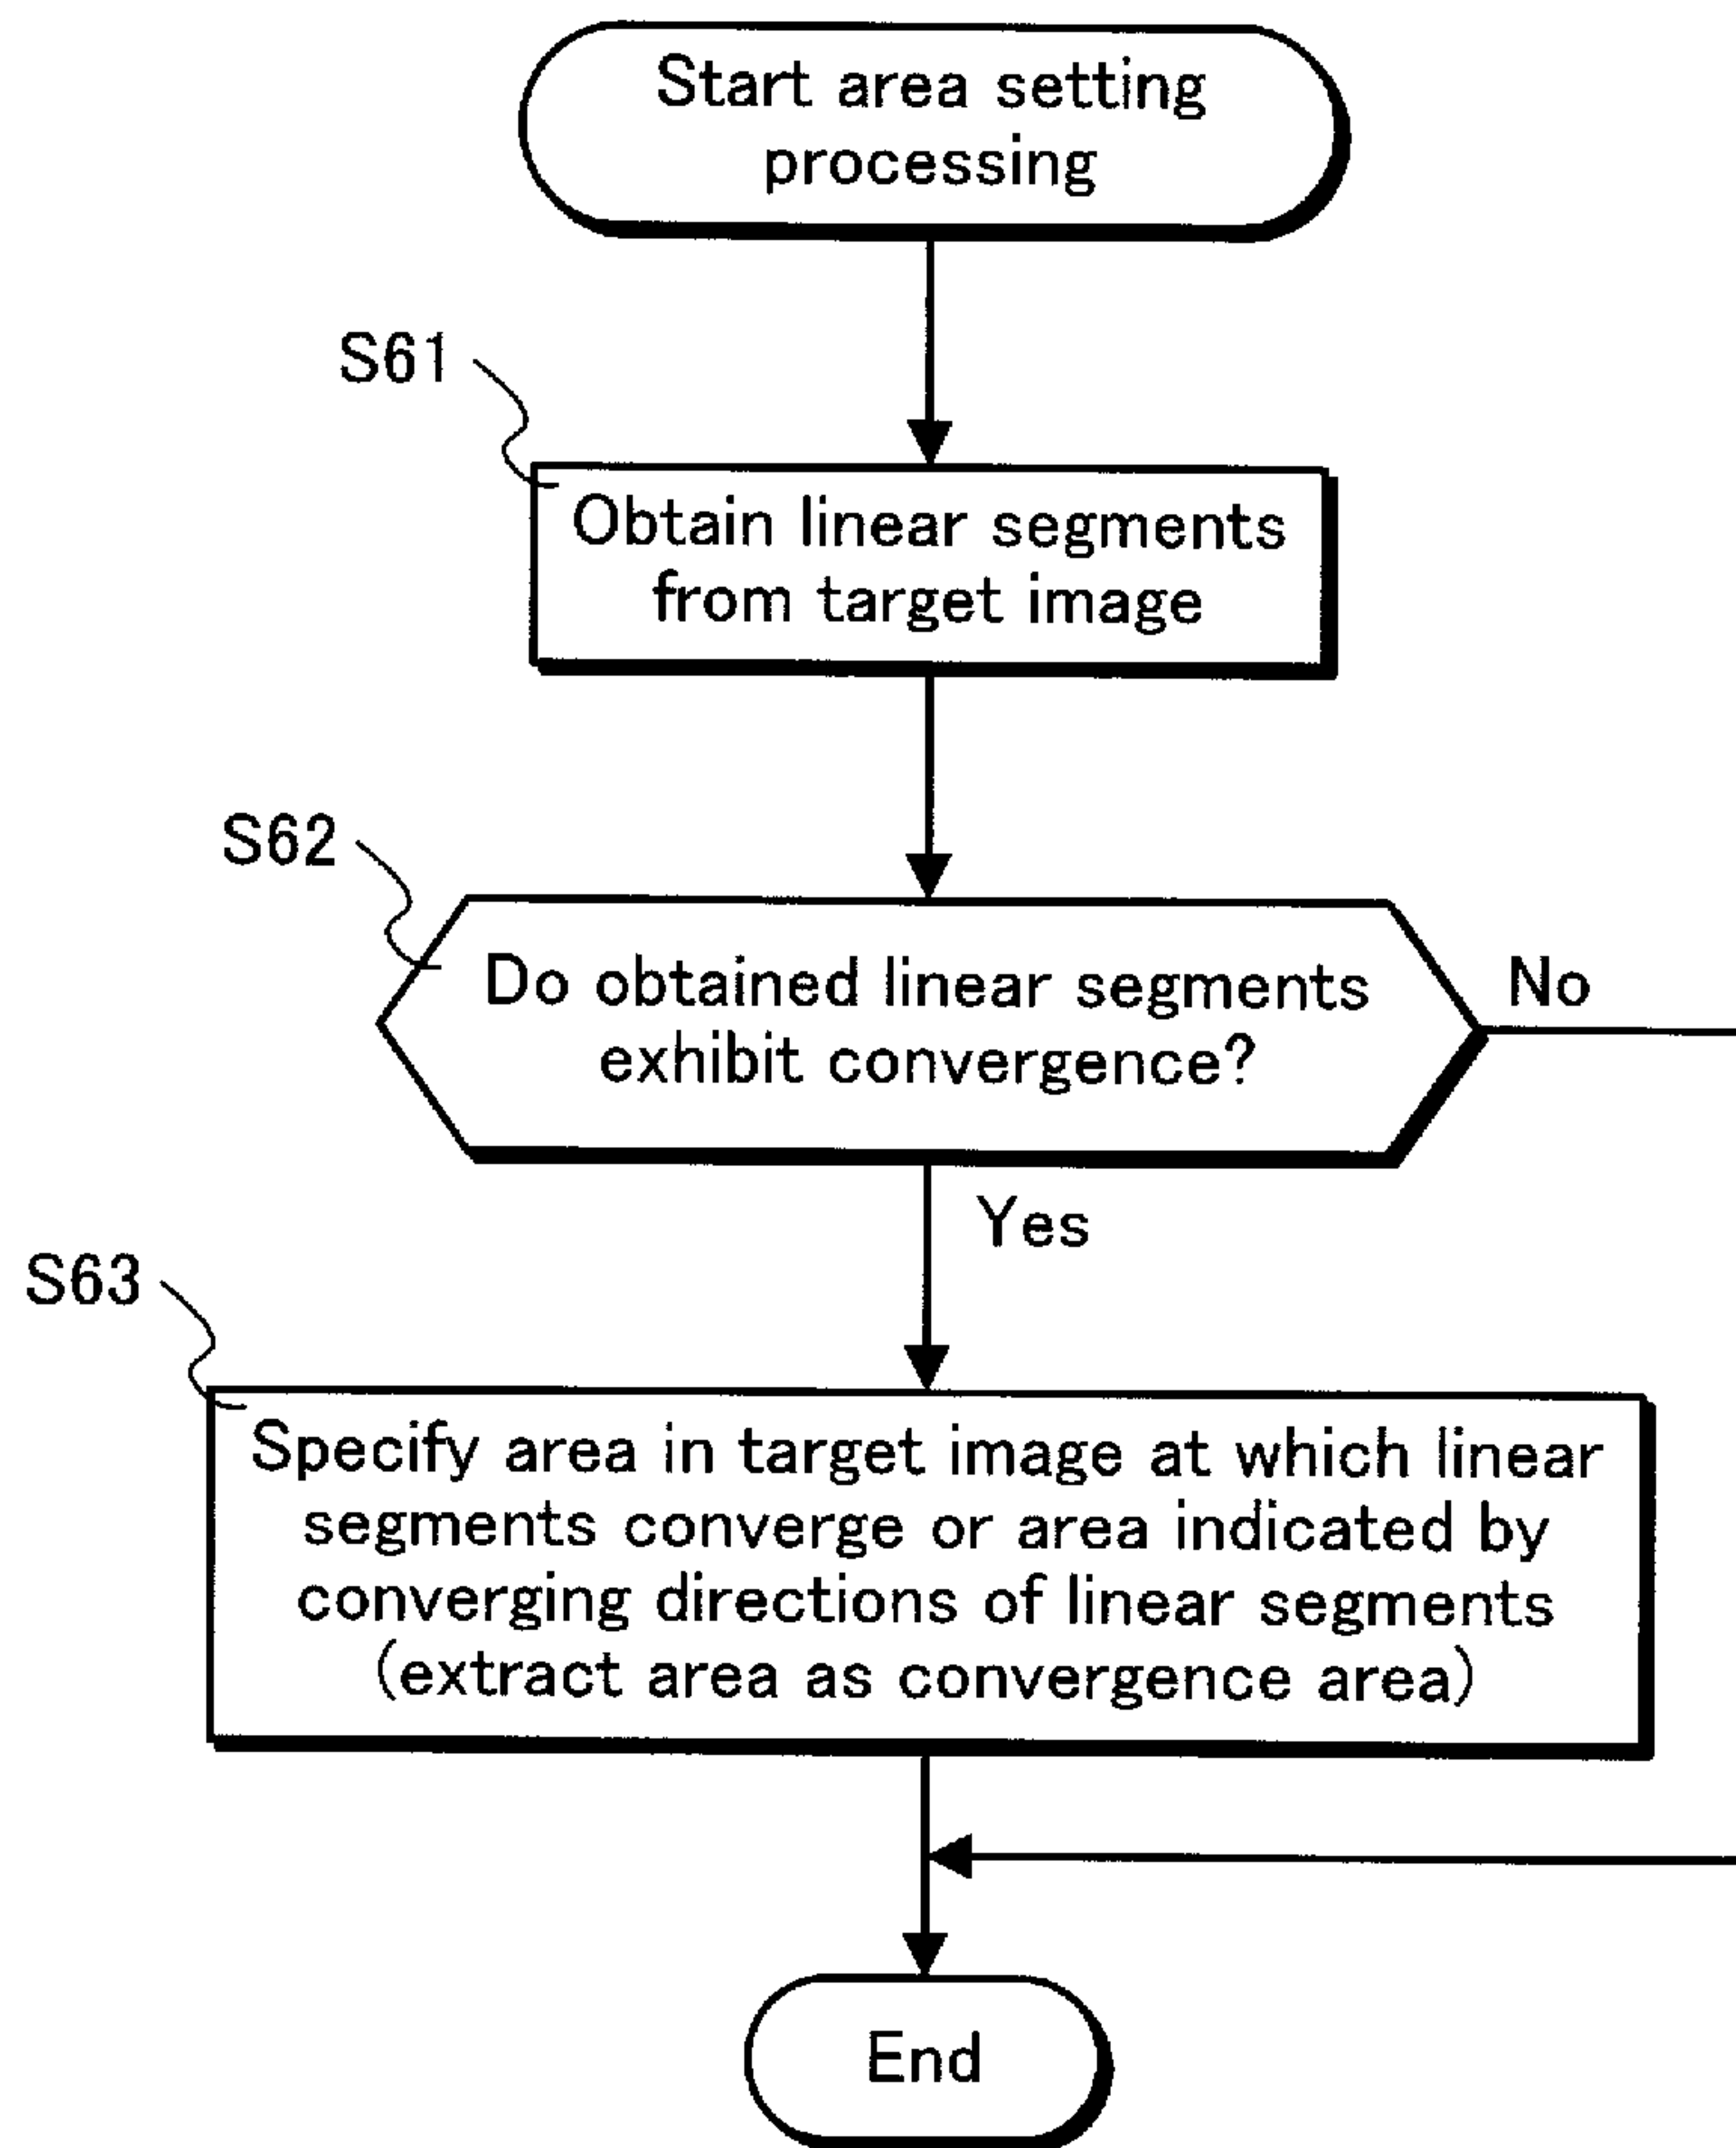 Start area setting
processing
S61
Obtain linear segments
from target image
S62
Do obtained linear segments
exhibit convergence?
No
Yes
S63
Specify area in target image at which linear
segments converge or area indicated by
converging directions of linear segments
(extract area as convergence area)
End